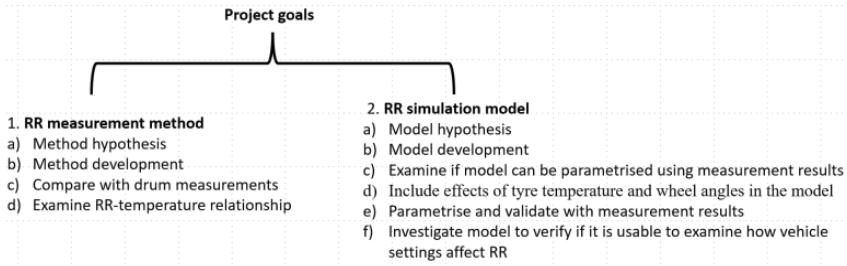 Project goals
1. RR measurement method
a) Method hypothesis
b) Method development
c) Compare with drum measurements
d) Examine RR-temperature relationship
2. RR simulation model
a) Model hypothesis
b) Model development
c) Examine if model can be parametrised using measurement results
d) Include effects of tyre temperature and wheel angles in the model
e) Parametrise and validate with measurement results
f) Investigate model to verify if it is usable to examine how vehicle
settings affect RR